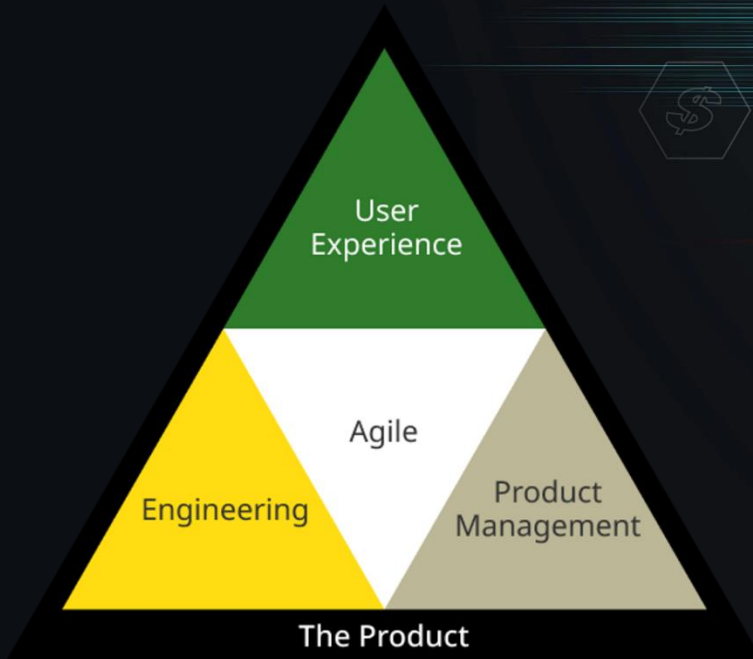 $
User
Experience
Agile
Engineering
Product
Management
The Product